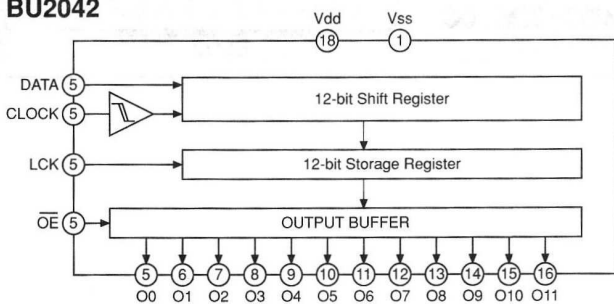 BU2042
Vdd Vss
18 1
DATA 5
12-bit Shift Register
CLOCK 5
LCK 5
12-bit Storage Register
OE 5
OUTPUT BUFFER
5 6 7 8 9 10 11 12 13 14 15 16
O0 O1 O2 O3 O4 O5 O6 O7 O8 O9 O10 O11